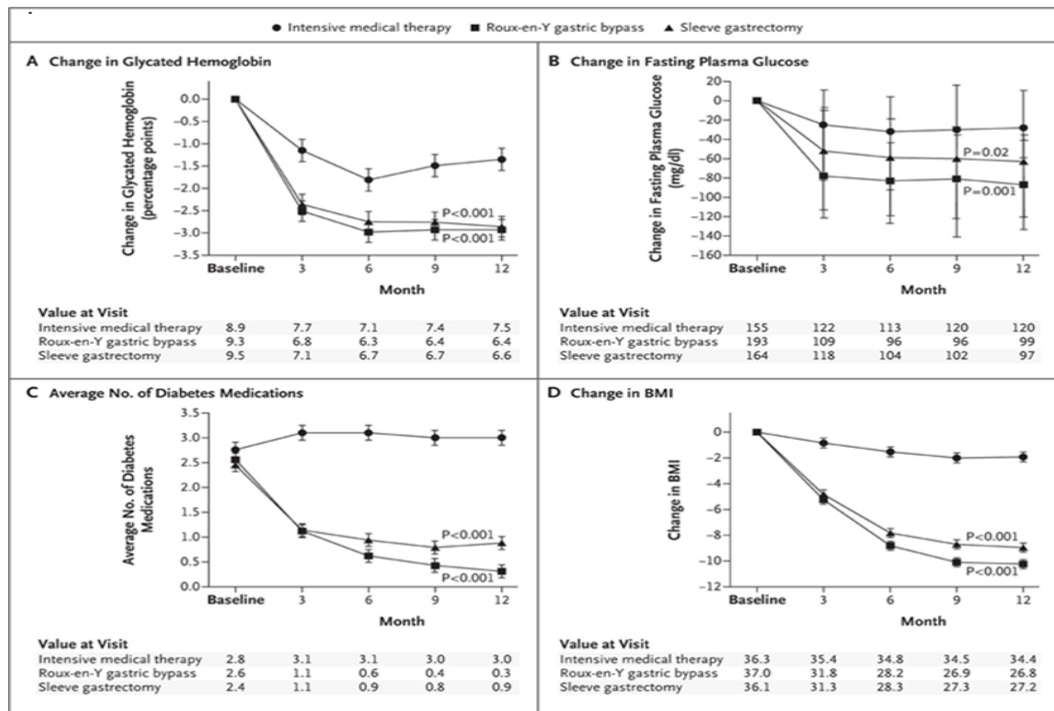 Intensive medical therapy Roux-en-Y gastric bypass Sleeve gastrectomy
A Change in Glycated Hemoglobin
Change in Glycated Hemoglobin
(percentage points)
0.0
−0.5
−1.0
−1.5
−2.0
−2.5
−3.0
−3.5
P<0.001
P<0.001
Baseline 3 6 9 12
Month
Value at Visit
Intensive medical therapy 8.9 7.7 7.1 7.4 7.5
Roux-en-Y gastric bypass 9.3 6.8 6.3 6.4 6.4
Sleeve gastrectomy 9.5 7.1 6.7 6.7 6.6
B Change in Fasting Plasma Glucose
Change in Fasting Plasma Glucose
(mg/dl)
20
0
−20
−40
−60
−80
−100
−120
−140
−160
P=0.02
P=0.001
Baseline 3 6 9 12
Month
Value at Visit
Intensive medical therapy 155 122 113 120 120
Roux-en-Y gastric bypass 193 109 96 96 99
Sleeve gastrectomy 164 118 104 102 97
C Average No. of Diabetes Medications
Average No. of Diabetes
Medications
3.5
3.0
2.5
2.0
1.5
1.0
0.5
0.0
P<0.001
P<0.001
Baseline 3 6 9 12
Month
Value at Visit
Intensive medical therapy 2.8 3.1 3.1 3.0 3.0
Roux-en-Y gastric bypass 2.6 1.1 0.6 0.4 0.3
Sleeve gastrectomy 2.4 1.1 0.9 0.8 0.9
D Change in BMI
Change in BMI
0
−2
−4
−6
−8
−10
−12
P<0.001
P<0.001
Baseline 3 6 9 12
Month
Value at Visit
Intensive medical therapy 36.3 35.4 34.8 34.5 34.4
Roux-en-Y gastric bypass 37.0 31.8 28.2 26.9 26.8
Sleeve gastrectomy 36.1 31.3 28.3 27.3 27.2